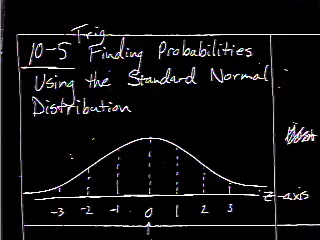 Trig
10-5 Finding Probabilities
Using the Standard Normal
Distribution
-3 -2 -1 0 1 2 3 z-axis